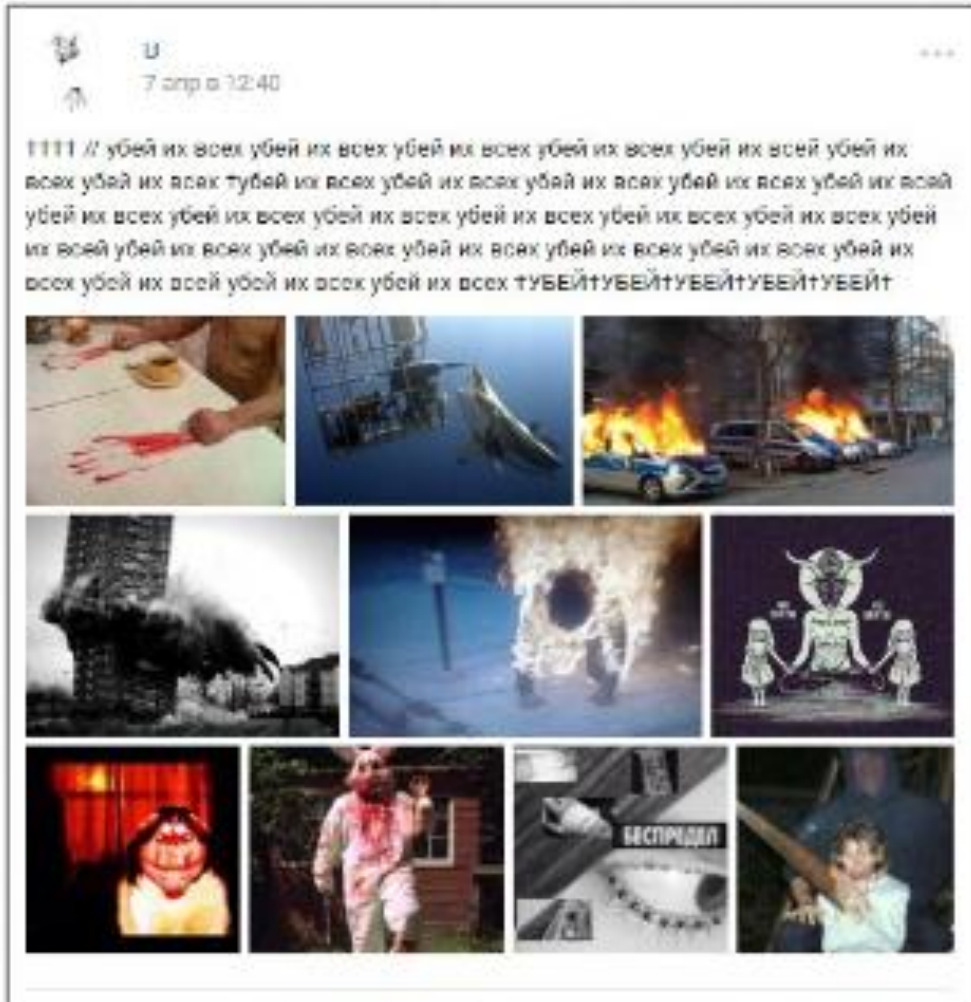 U
7 апр в 12:40
†††† // убей их всех убей их всех убей их всех убей их всех убей их всей убей их
всех убей их всех †убей их всех убей их всех убей их всех убей их всех убей их всей
убей их всех убей их всех убей их всех убей их всех убей их всех убей их всех убей
их всей убей их всех убей их всех убей их всех убей их всех убей их всех убей их
всех убей их всей убей их всех убей их всех †УБЕЙ†УБЕЙ†УБЕЙ†УБЕЙ†УБЕЙ†
БЕСПРЕДЕЛ